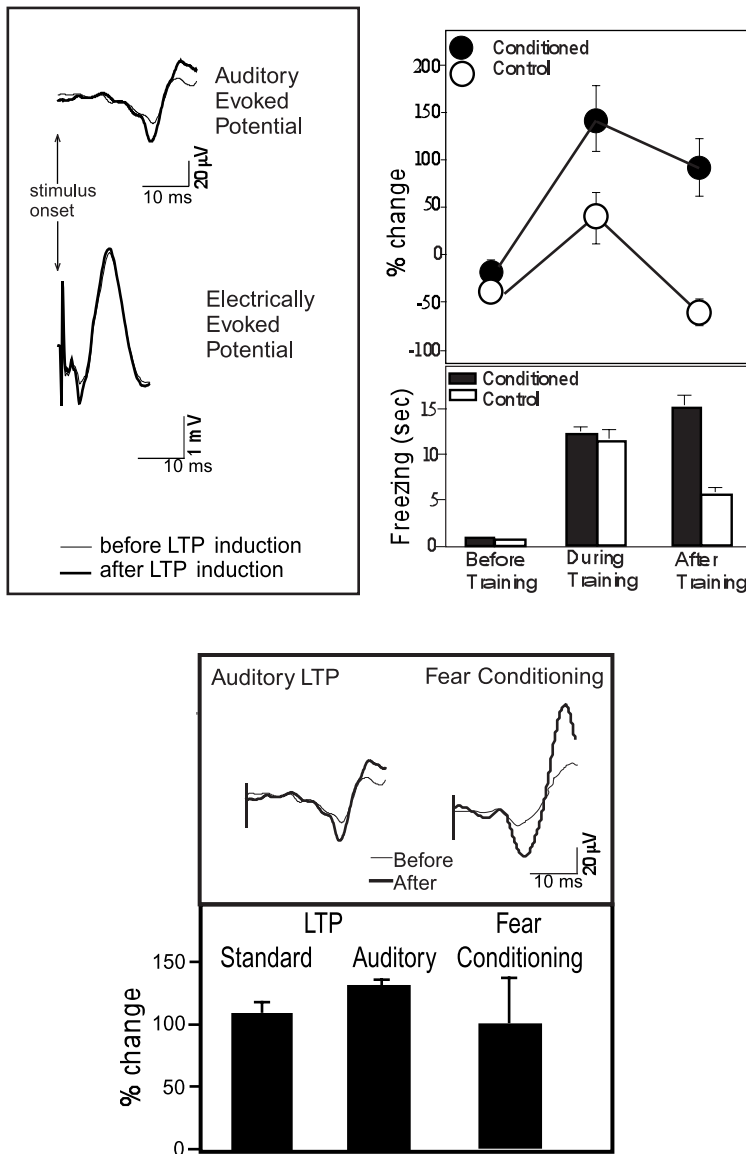 Auditory
Evoked
Potential
20 µV
10 ms
stimulus
onset
Electrically
Evoked
Potential
1 mV
10 ms
before LTP induction
after LTP induction
Conditioned
Control
200
150
100
50
0
-50
-100
% change
Conditioned
Control
15
10
5
0
Freezing (sec)
Before
Training
During
Training
After
Training
Auditory LTP
Fear Conditioning
Before
After
10 ms
20 µV
LTP
Fear
Standard
Auditory
Conditioning
150
100
50
0
% change